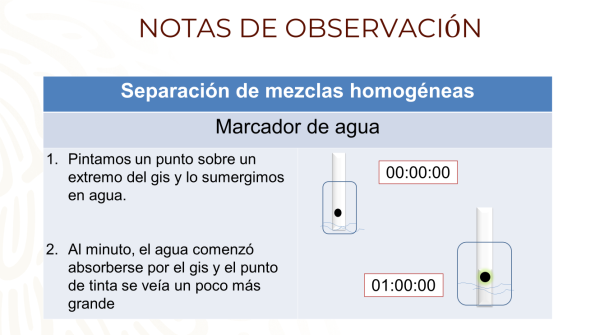 NOTAS DE OBSERVACIÓN
Separación de mezclas homogéneas
Marcador de agua
1. Pintamos un punto sobre un
extremo del gis y lo sumergimos
en agua.
00:00:00
2. Al minuto, el agua comenzó
absorberse por el gis y el punto
de tinta se veía un poco más
grande
01:00:00